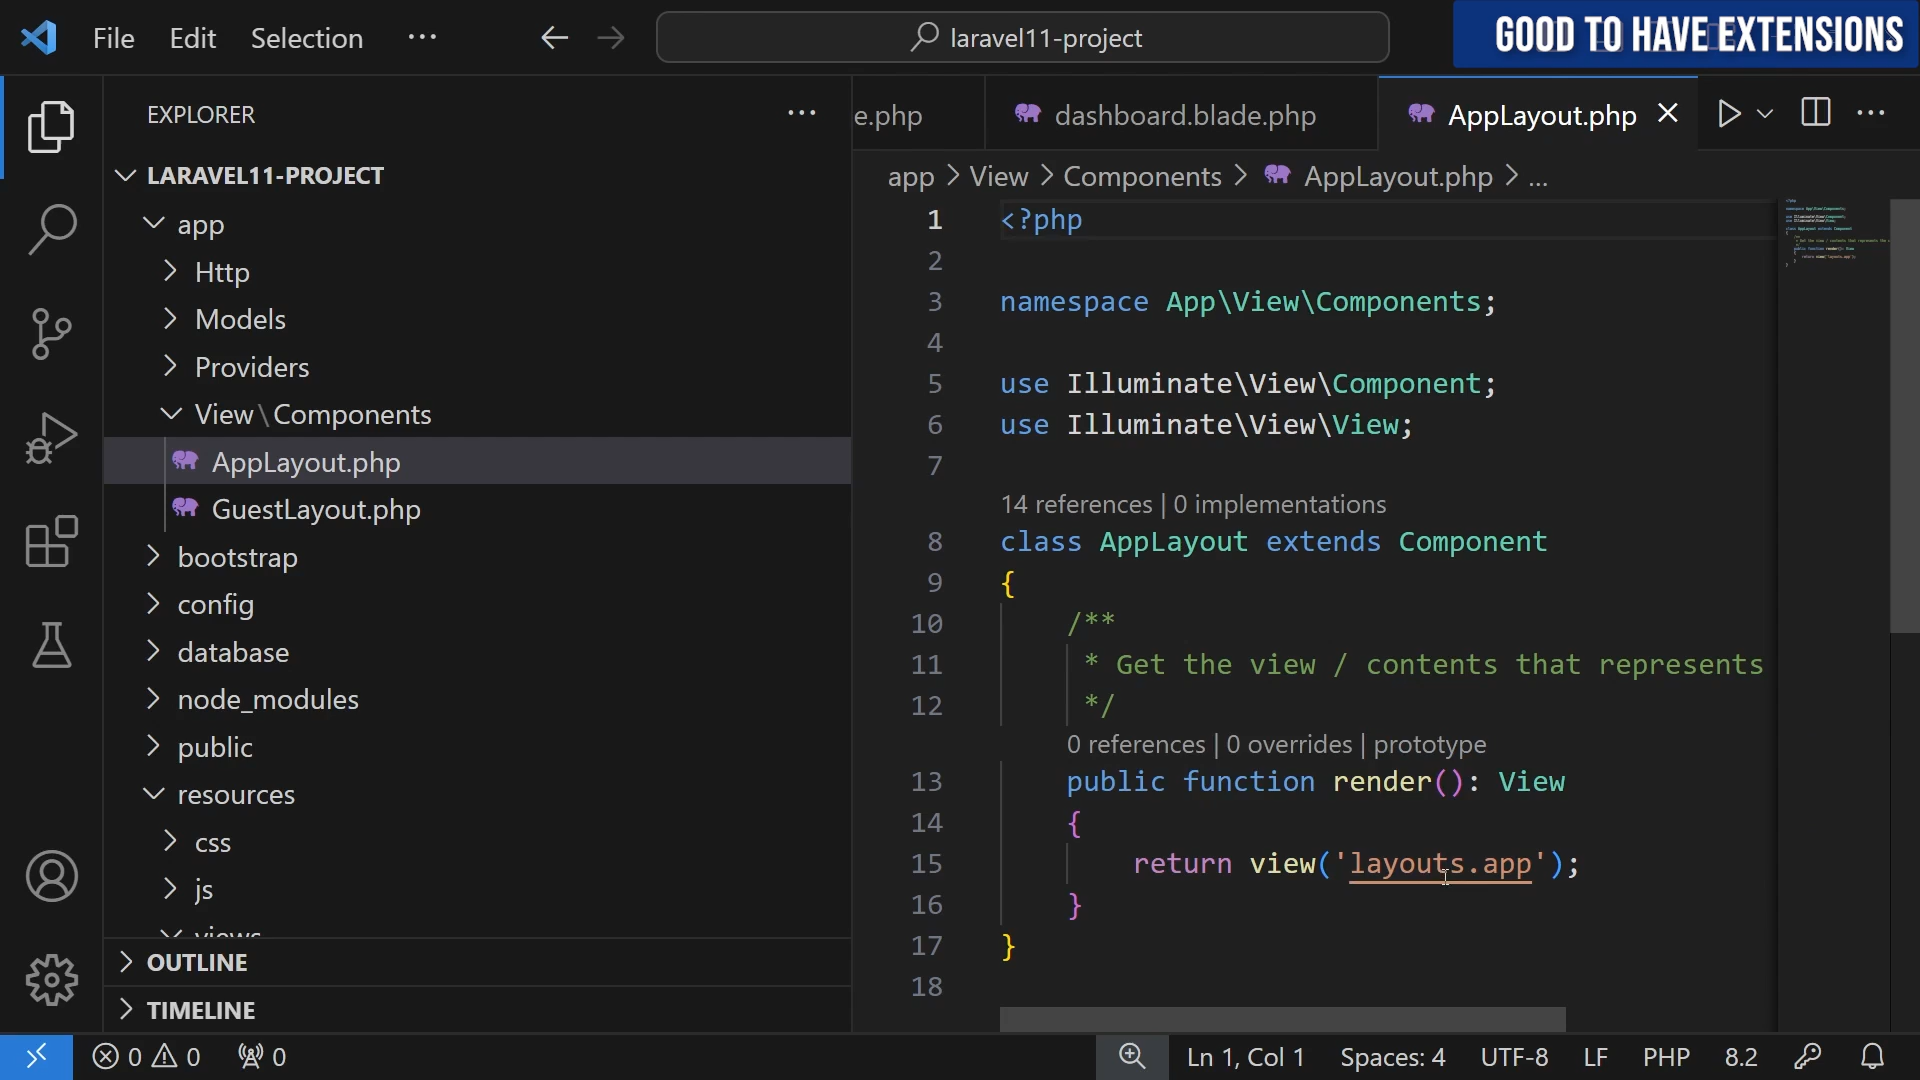 File Edit Selection ···
laravel11-project
GOOD TO HAVE EXTENSIONS
EXPLORER
LARAVEL11-PROJECT
app
Http
Models
Providers
View\Components
AppLayout.php
GuestLayout.php
bootstrap
config
database
node_modules
public
resources
css
js
views
OUTLINE
TIMELINE
e.php
dashboard.blade.php
AppLayout.php
app > View > Components > AppLayout.php > ...
1 <?php
2
3 namespace App\View\Components;
4
5 use Illuminate\View\Component;
6 use Illuminate\View\View;
7
14 references | 0 implementations
8 class AppLayout extends Component
9 {
10 /**
11 * Get the view / contents that represents
12 */
0 references | 0 overrides | prototype
13 public function render(): View
14 {
15 return view('layouts.app');
16 }
17 }
18
0 0 0
Ln 1, Col 1 Spaces: 4 UTF-8 LF PHP 8.2